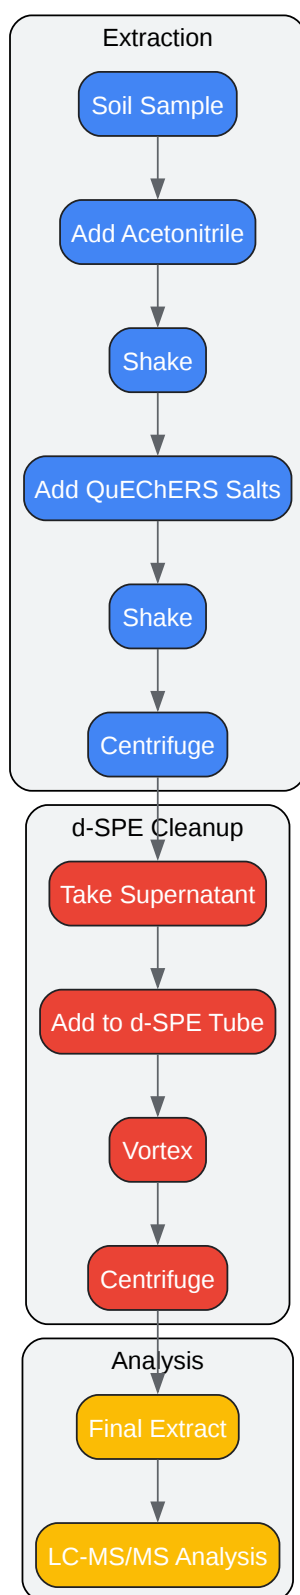 Extraction
Soil Sample
Add Acetonitrile
Shake
Add QuEChERS Salts
Shake
Centrifuge
d-SPE Cleanup
Take Supernatant
Add to d-SPE Tube
Vortex
Centrifuge
Analysis
Final Extract
LC-MS/MS Analysis